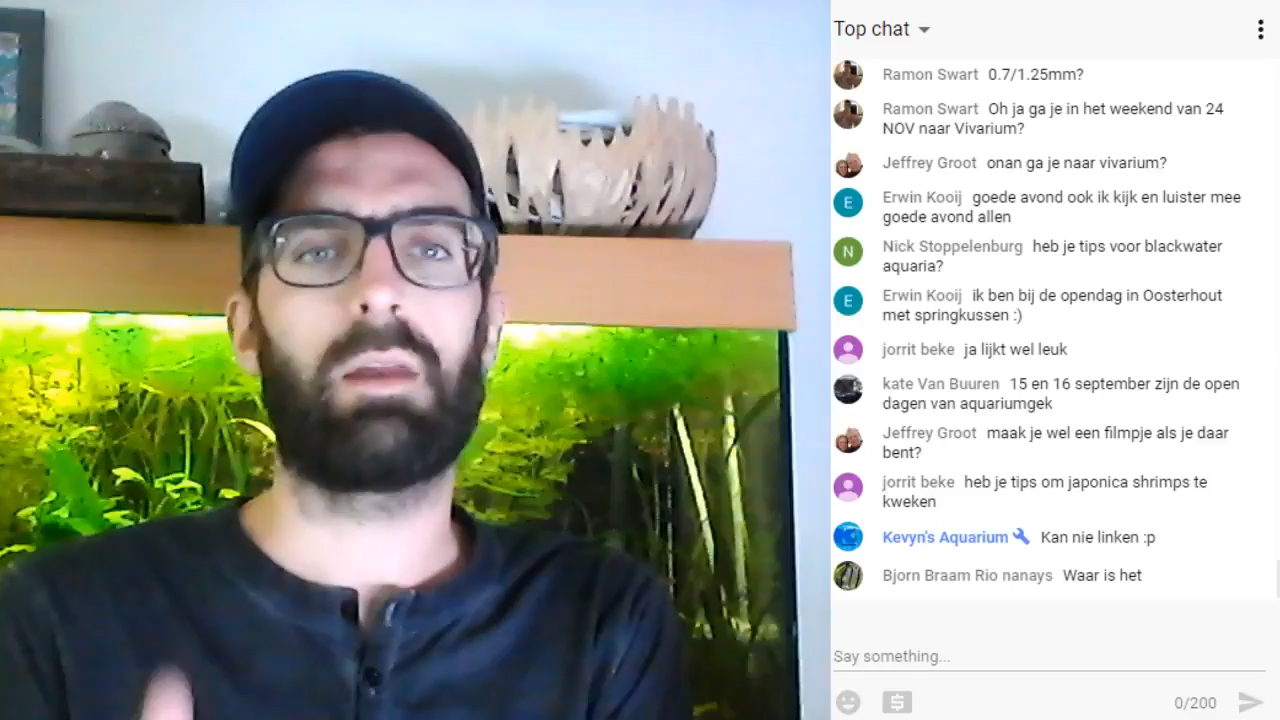 Top chat
Ramon Swart 0.7/1.25mm?
Ramon Swart Oh ja ga je in het weekend van 24
NOV naar Vivarium?
Jeffrey Groot onan ga je naar vivarium?
E Erwin Kooij goede avond ook ik kijk en luister mee
goede avond allen
N Nick Stoppelenburg heb je tips voor blackwater
aquaria?
E Erwin Kooij ik ben bij de opendag in Oosterhout
met springkussen :)
jorrit beke ja lijkt wel leuk
kate Van Buuren 15 en 16 september zijn de open
dagen van aquariumgek
Jeffrey Groot maak je wel een filmpje als je daar
bent?
jorrit beke heb je tips om japonica shrimps te
kweken
Kevyn's Aquarium Kan nie linken :p
Bjorn Braam Rio nanays Waar is het
Say something...
$ 0/200